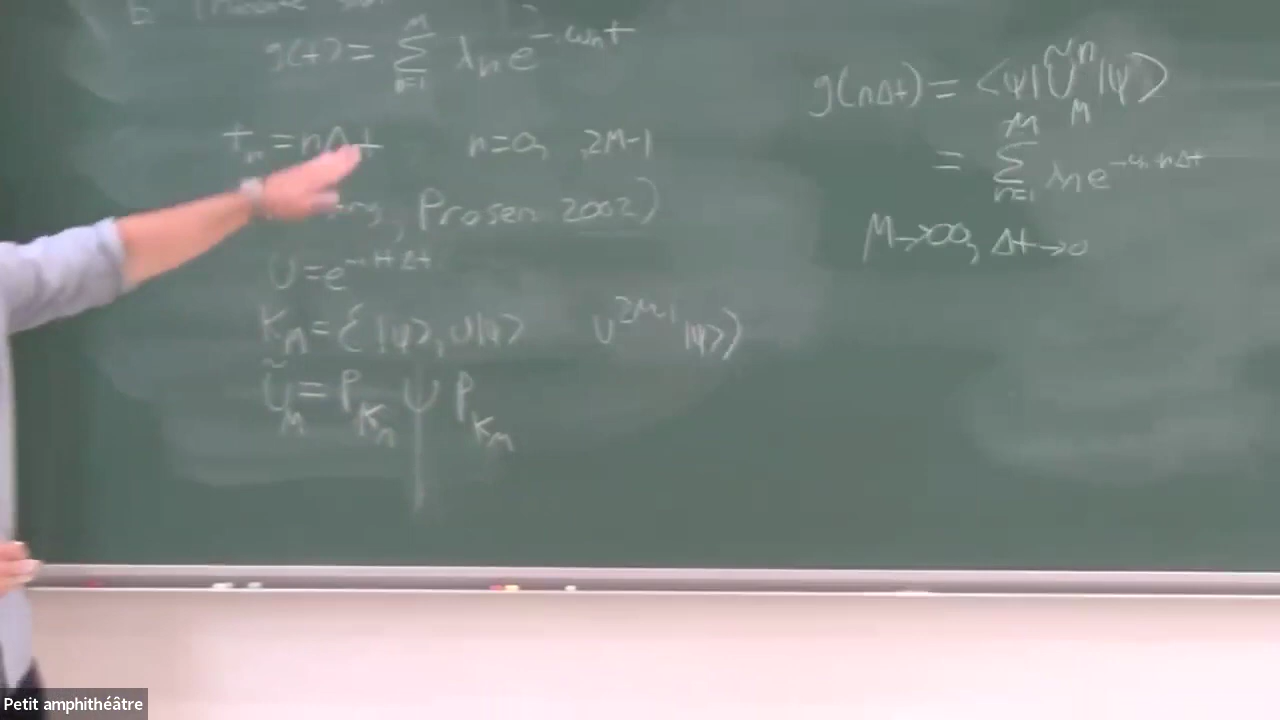 g(t) = Σ_{n=1}^{M} λ_n e^{-iω_n t}
t_n = nΔt n=0, 2M-1
, Prosen 2002)
U = e^{-iHΔt}
K_M = { |ψ⟩, U|ψ⟩ U^{2M-1} |ψ⟩)
Ũ_M = P_{K_M} U P_{K_M}
g(nΔt) = ⟨ψ| Ũ_M^n |ψ⟩
= Σ_{n=1}^{M} λ_n e^{-iω_n nΔt}
M→∞, Δt→0
Petit amphithéâtre